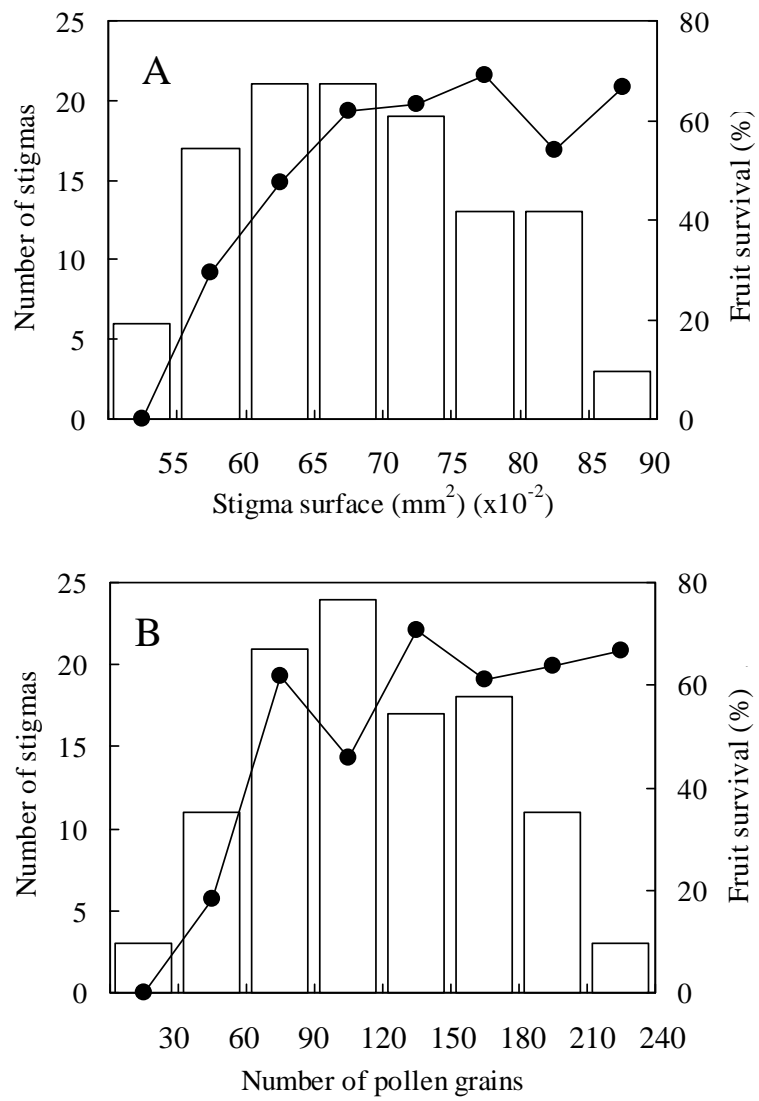 A
25
20
15
10
5
0
Number of stigmas
80
60
40
20
0
Fruit survival (%)
55 60 65 70 75 80 85 90
Stigma surface (mm²) (x10⁻²)
B
25
20
15
10
5
0
Number of stigmas
80
60
40
20
0
Fruit survival (%)
30 60 90 120 150 180 210 240
Number of pollen grains